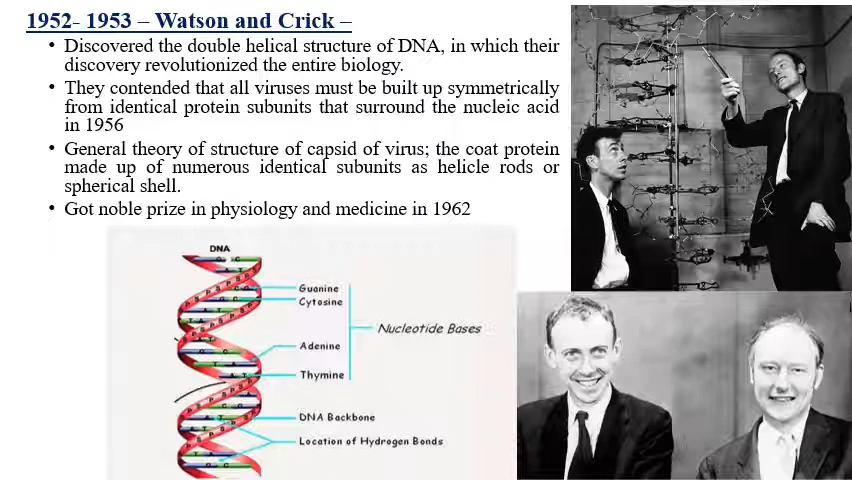 1952- 1953 – Watson and Crick –
• Discovered the double helical structure of DNA, in which their
discovery revolutionized the entire biology.
• They contended that all viruses must be built up symmetrically
from identical protein subunits that surround the nucleic acid
in 1956
• General theory of structure of capsid of virus; the coat protein
made up of numerous identical subunits as helicle rods or
spherical shell.
• Got noble prize in physiology and medicine in 1962
DNA
Guanine
Cytosine
Nucleotide Bases
Adenine
Thymine
DNA Backbone
Location of Hydrogen Bonds